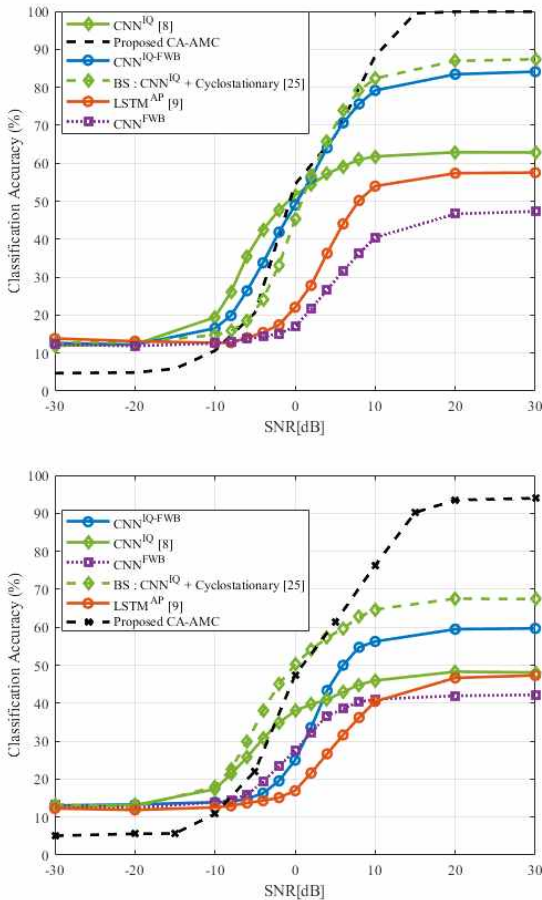 100
90
80
70
60
50
40
30
20
10
0
Classification Accuracy (%)
CNN^IQ [8]
Proposed CA-AMC
CNN^IQ-FWB
BS : CNN^IQ + Cyclostationary [25]
LSTM^AP [9]
CNN^FWB
-30 -20 -10 0 10 20 30
SNR[dB]
100
90
80
70
60
50
40
30
20
10
0
Classification Accuracy (%)
CNN^IQ-FWB
CNN^IQ [8]
CNN^FWB
BS : CNN^IQ + Cyclostationary [25]
LSTM^AP [9]
Proposed CA-AMC
-30 -20 -10 0 10 20 30
SNR[dB]